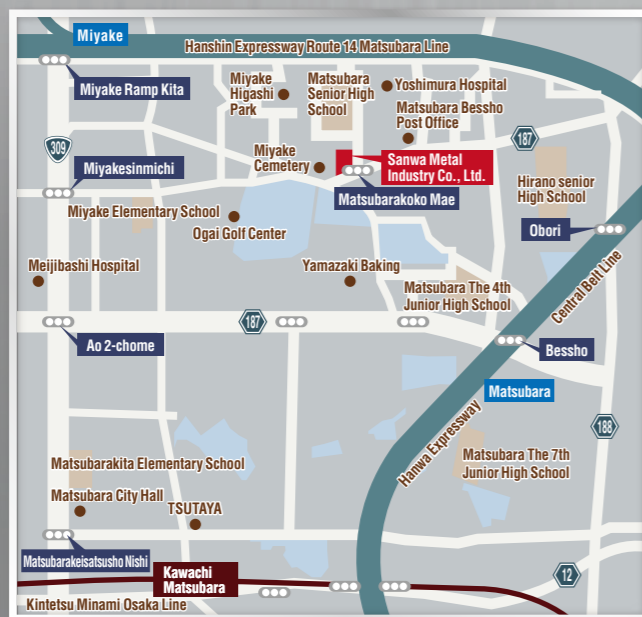 Miyake
Hanshin Expressway Route 14 Matsubara Line
Miyake Ramp Kita
Miyake
Higashi
Park
Matsubara
Senior High
School
Yoshimura Hospital
Matsubara Bessho
Post Office
187
309
Miyake
Cemetery
Sanwa Metal
Industry Co., Ltd.
Miyakesinmichi
Matsubarakoko Mae
Hirano senior
High School
Miyake Elementary School
Ogai Golf Center
Obori
Meijibashi Hospital
Yamazaki Baking
Matsubara The 4th
Junior High School
Central Belt Line
187
Ao 2-chome
Bessho
Matsubara
Hanwa Expressway
188
Matsubarakita Elementary School
Matsubara City Hall
TSUTAYA
Matsubara The 7th
Junior High School
Matsubarakeisatsusho Nishi
Kawachi
Matsubara
12
Kintetsu Minami Osaka Line